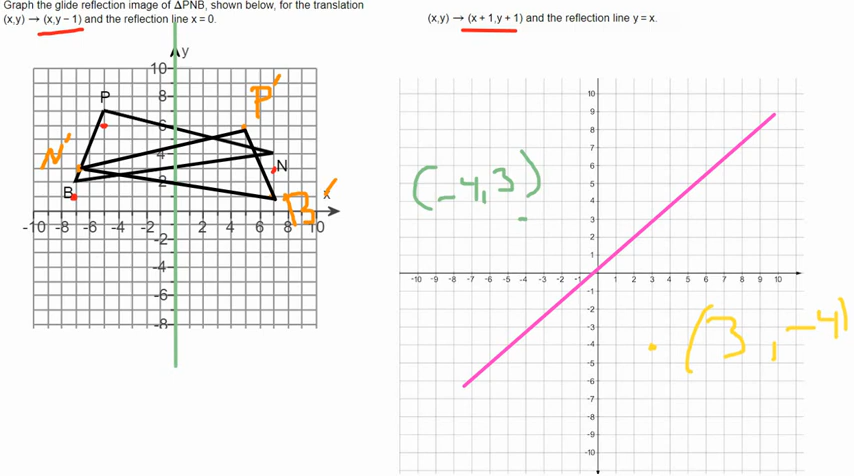 Graph the glide reflection image of ΔPNB, shown below, for the translation
(x,y) → (x,y − 1) and the reflection line x = 0.
(x,y) → (x + 1,y + 1) and the reflection line y = x.
y
10
8
6
4
2
-2
-4
-6
-8
-10 -8 -6 -4 -2 2 4 6 8 10
x
P
N
B
P'
N'
B'
10
9
8
7
6
5
4
3
2
1
-1
-2
-3
-4
-5
-6
-7
-8
-9
-10
-10 -9 -8 -7 -6 -5 -4 -3 -2 -1 1 2 3 4 5 6 7 8 9 10
(-4,3)
(3,-4)